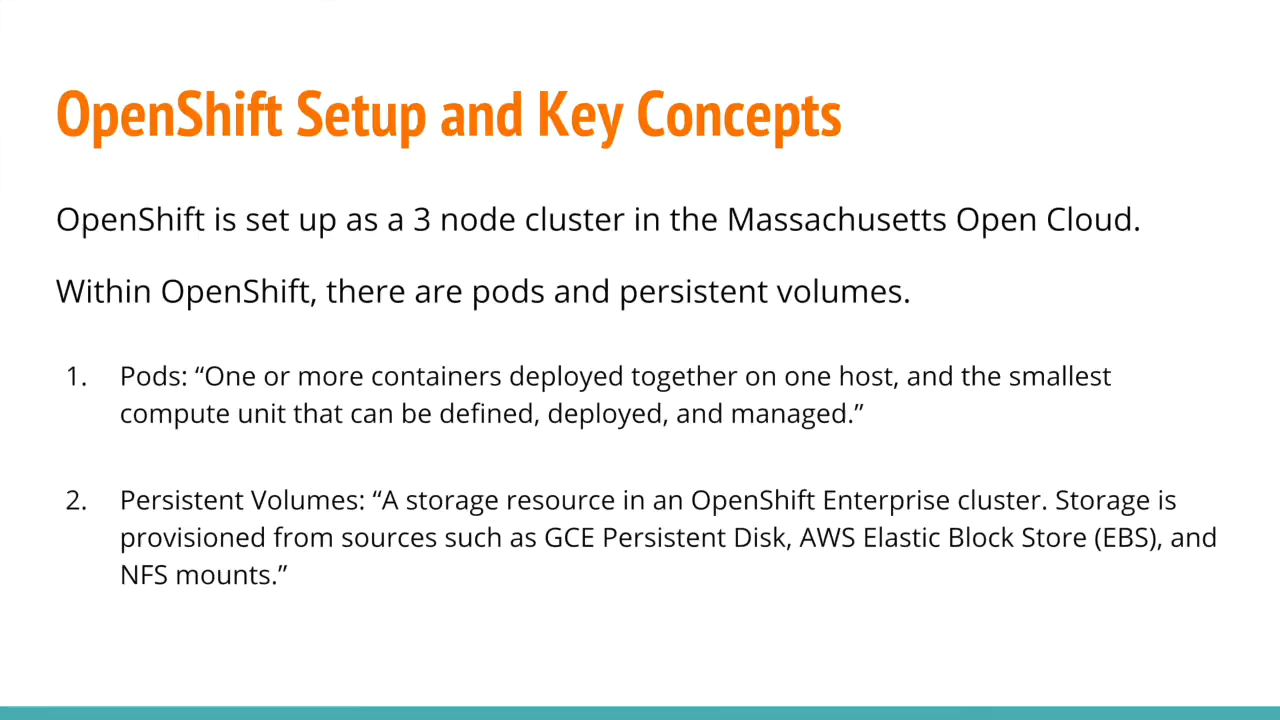 OpenShift Setup and Key Concepts
OpenShift is set up as a 3 node cluster in the Massachusetts Open Cloud.
Within OpenShift, there are pods and persistent volumes.
1. Pods: “One or more containers deployed together on one host, and the smallest
compute unit that can be defined, deployed, and managed.”
2. Persistent Volumes: “A storage resource in an OpenShift Enterprise cluster. Storage is
provisioned from sources such as GCE Persistent Disk, AWS Elastic Block Store (EBS), and
NFS mounts.”